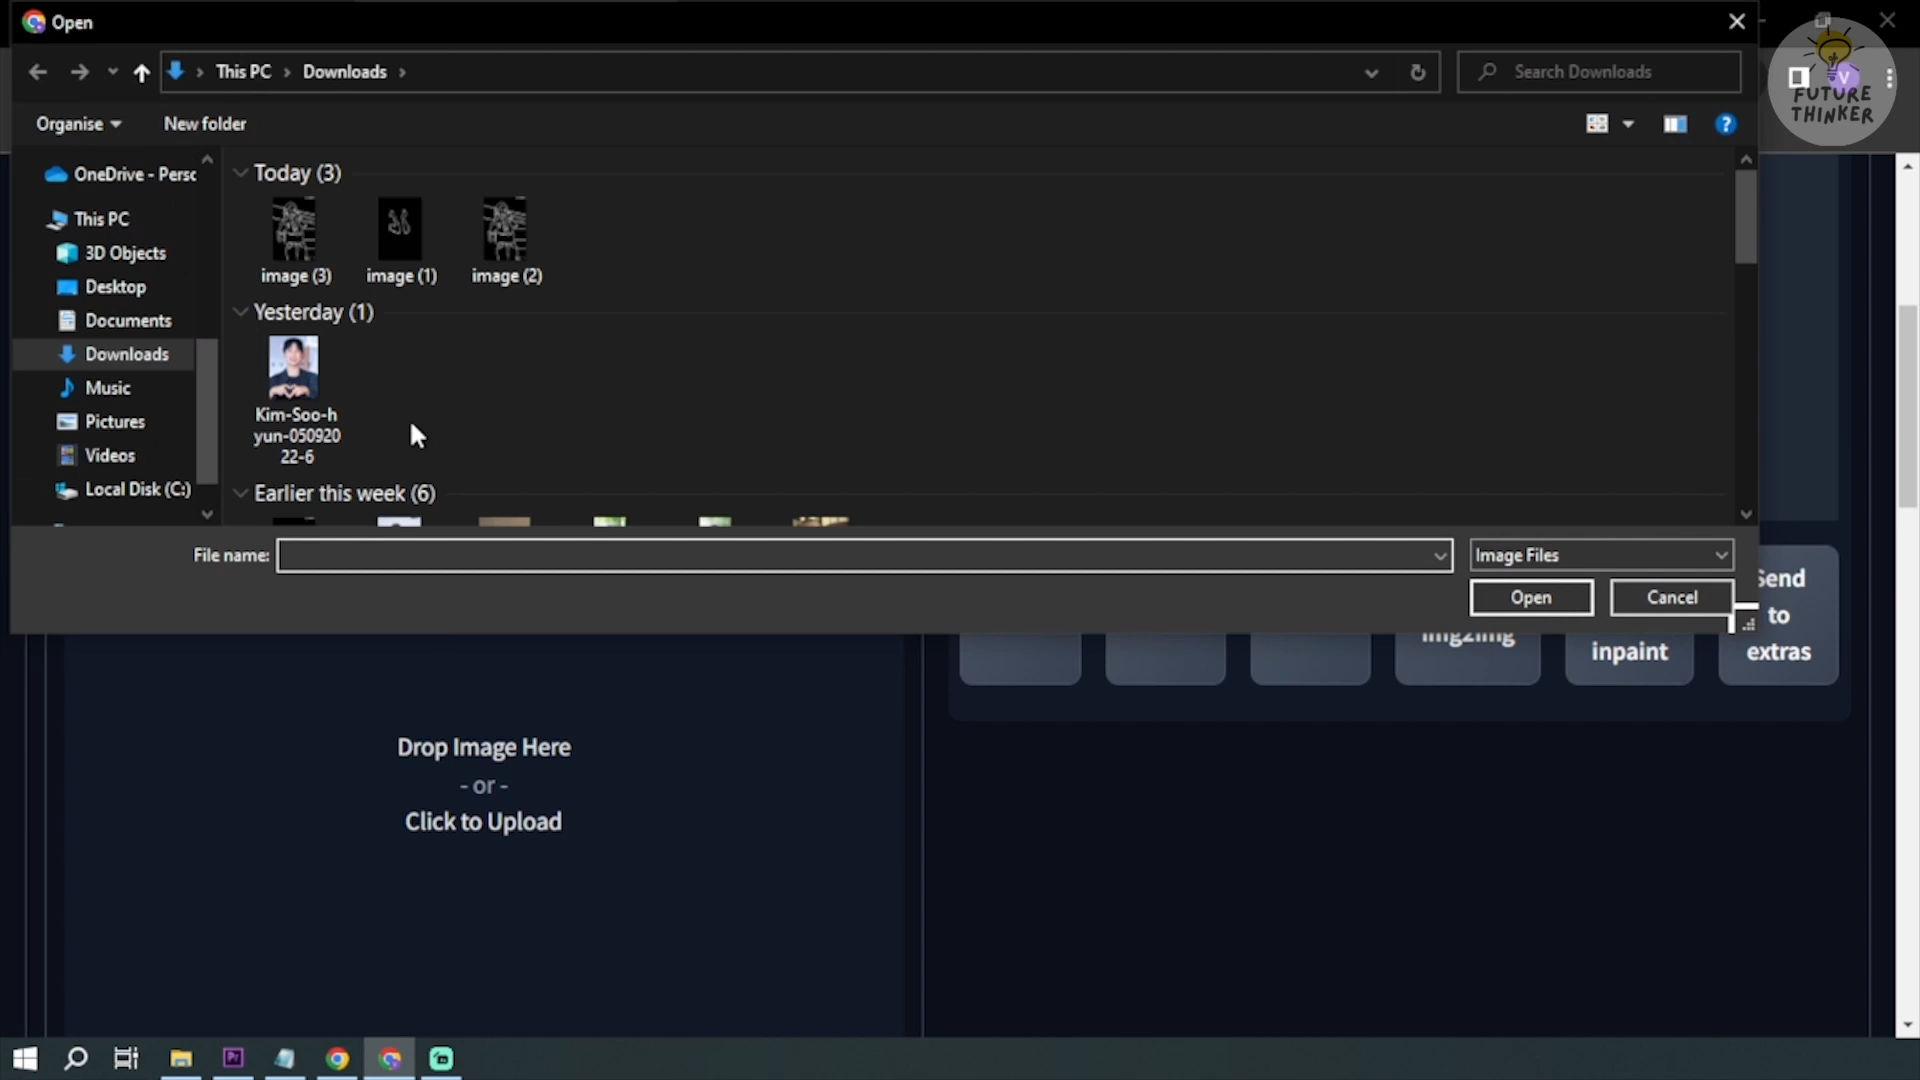 Open
This PC
Downloads
Search Downloads
V
FUTURE
THINKER
Organise
New folder
?
OneDrive - Persc
This PC
3D Objects
Desktop
Documents
Downloads
Music
Pictures
Videos
Local Disk (C:)
Today (3)
image (3)
image (1)
image (2)
Yesterday (1)
Kim-Soo-h
yun-050920
22-6
Earlier this week (6)
File name:
Image Files
Open
Cancel
Send
to
extras
img2img
inpaint
Drop Image Here
- or -
Click to Upload
Pr